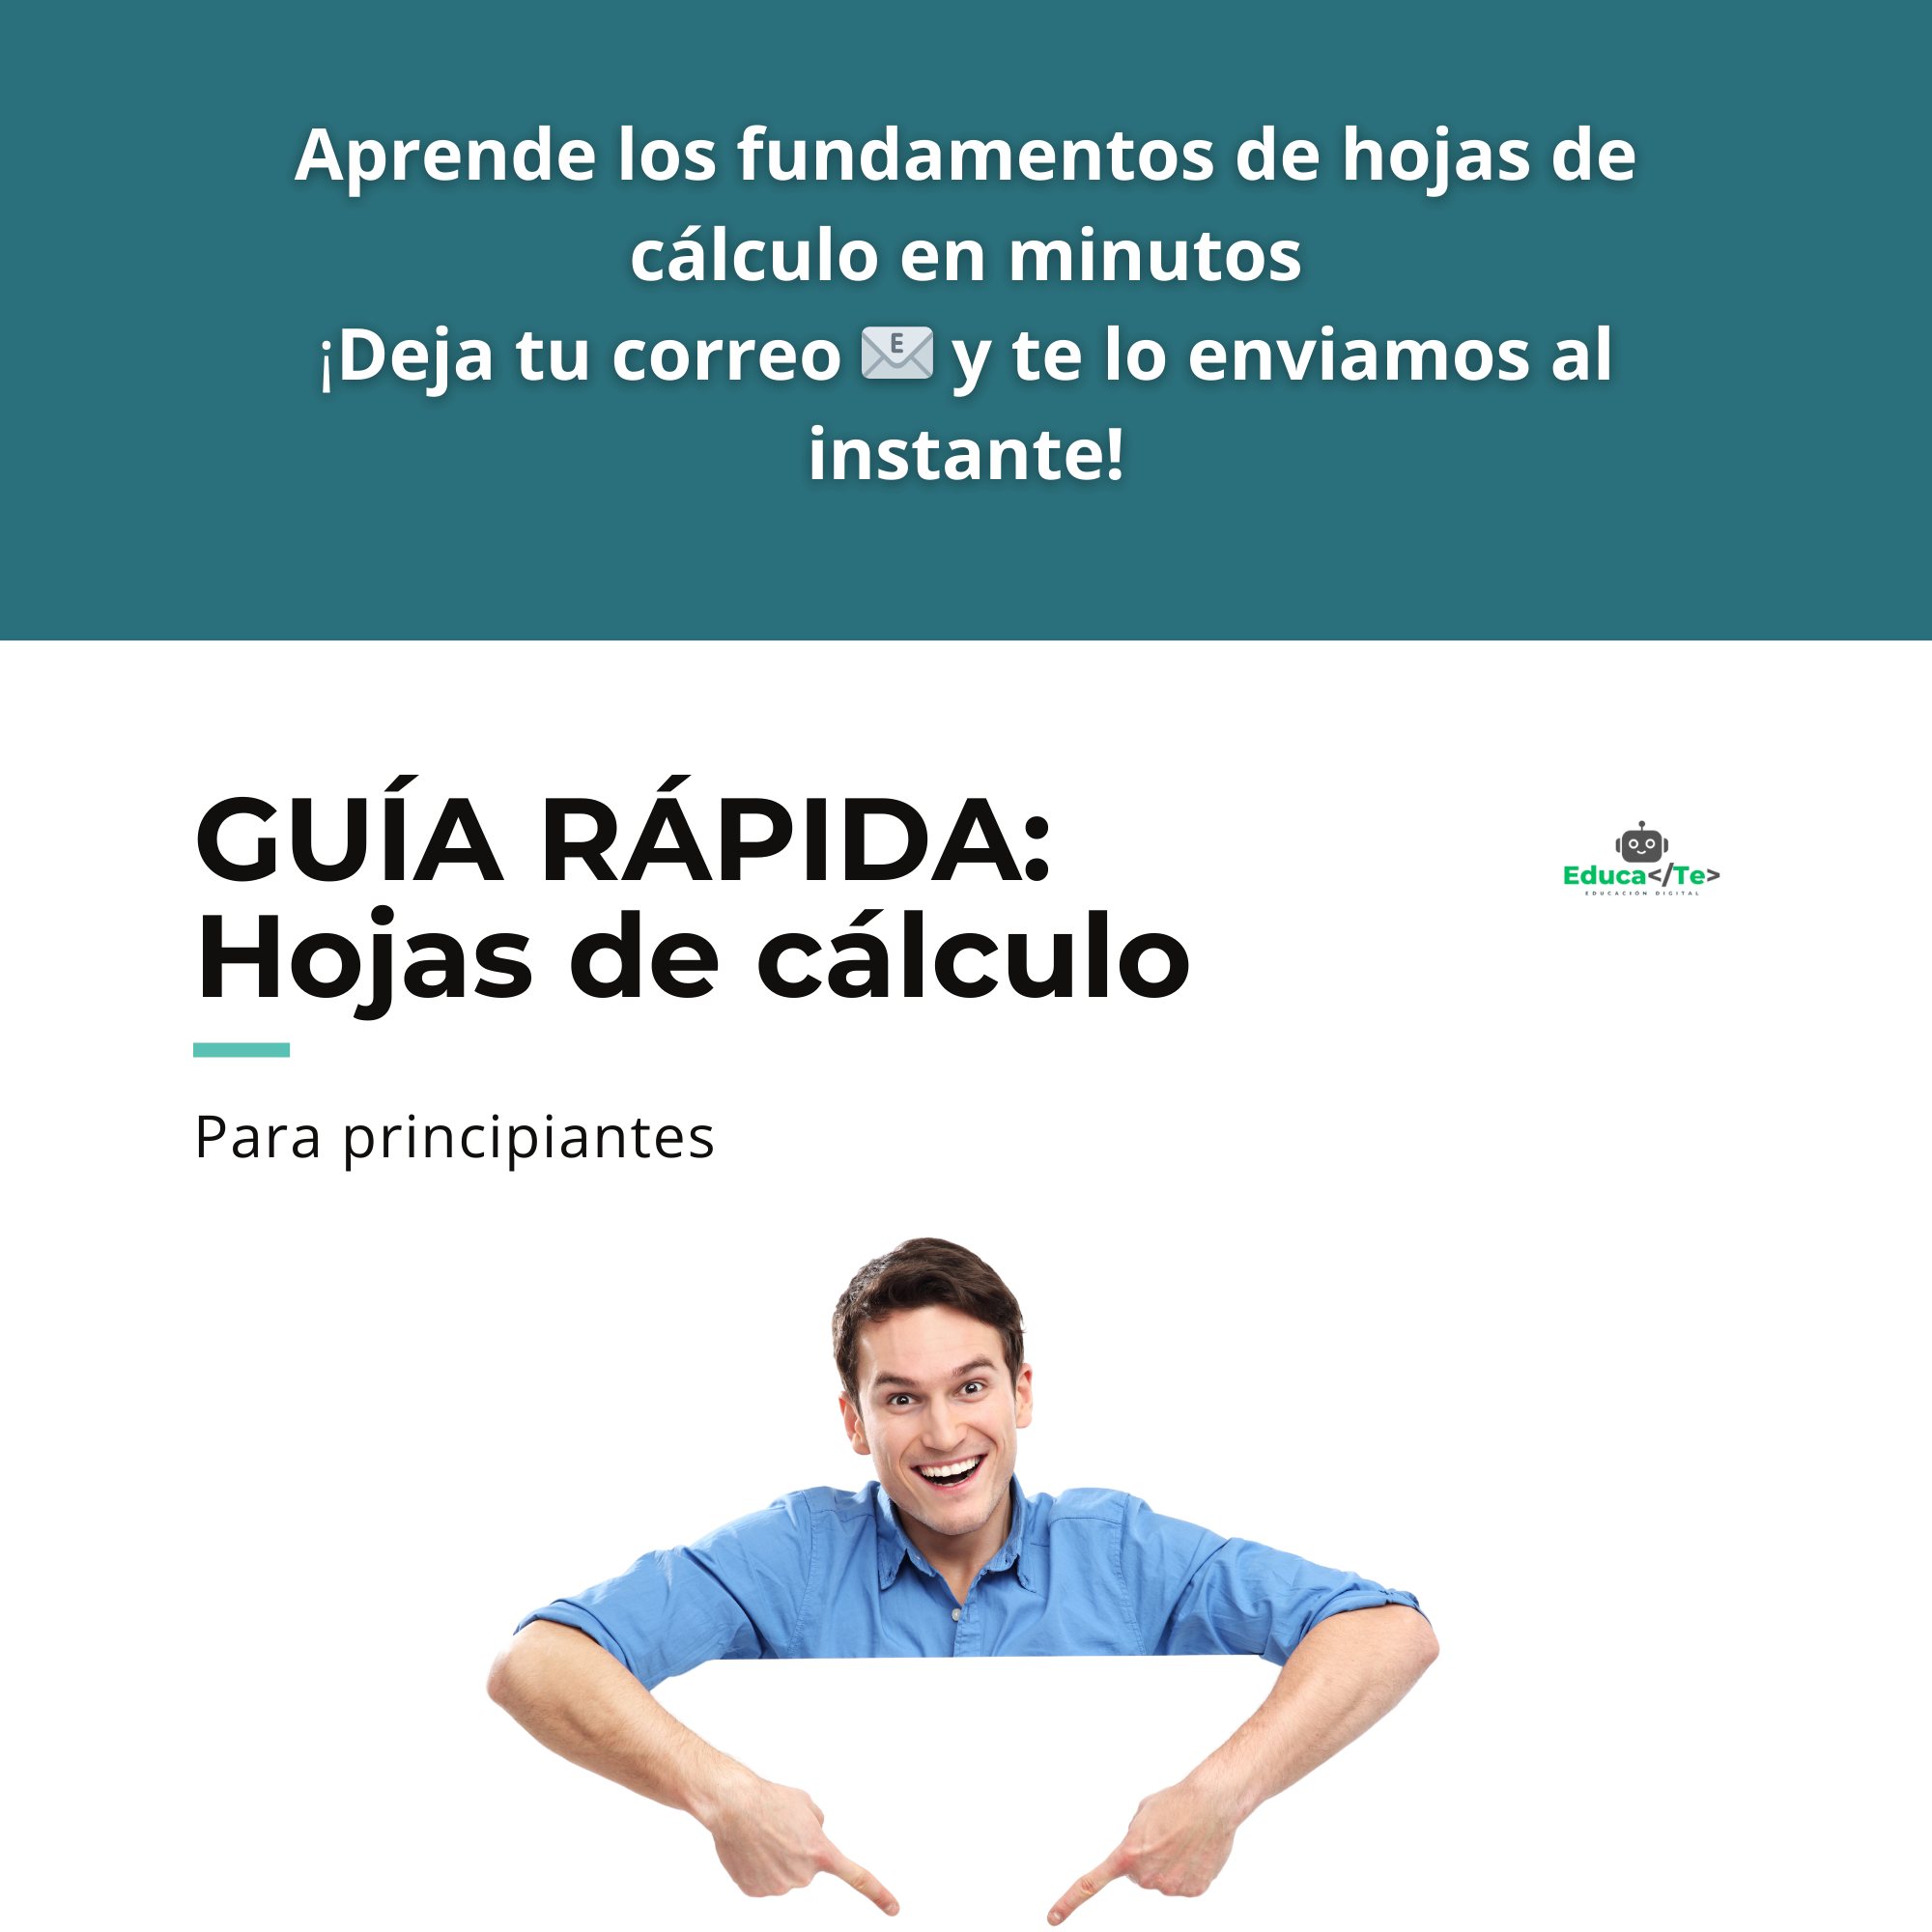 Aprende los fundamentos de hojas de
cálculo en minutos
¡Deja tu correo 📧 y te lo enviamos al
instante!
GUÍA RÁPIDA:
Hojas de cálculo
Educa</Te>
EDUCACIÓN DIGITAL
Para principiantes